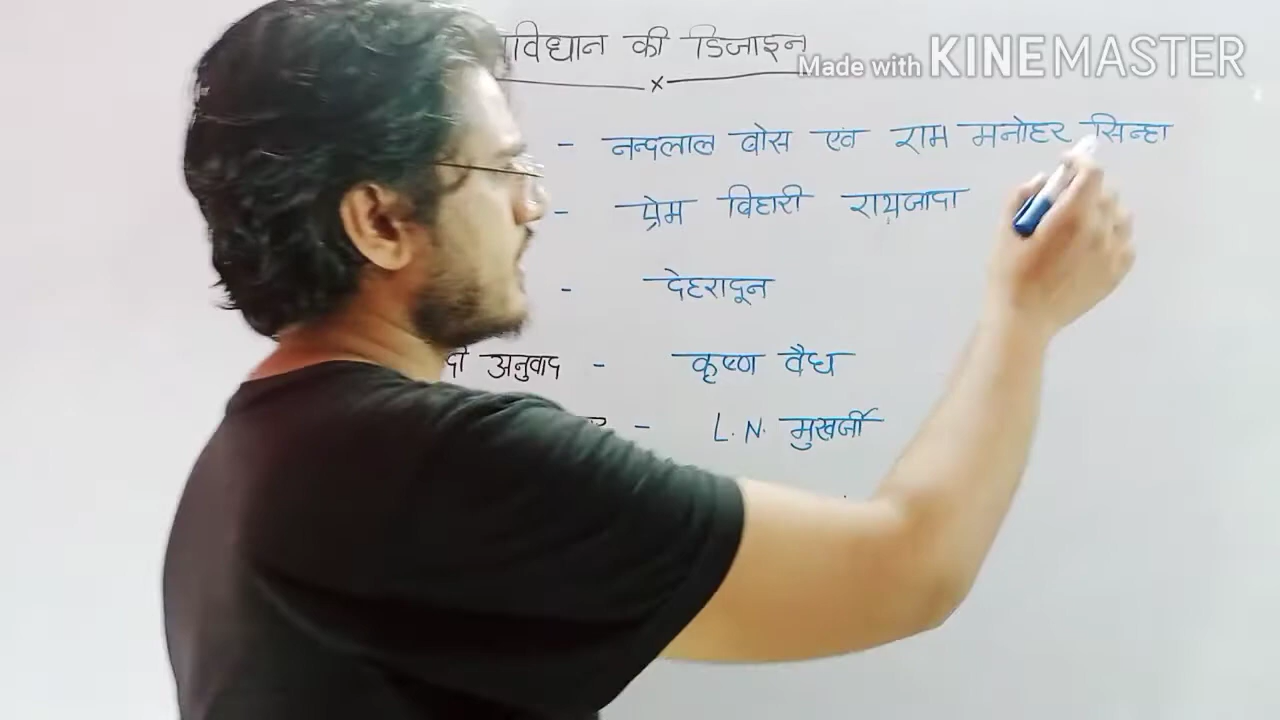 विधान की डिजाइन
Made with KINEMASTER
x
- नन्दलाल बोस एवं राम मनोहर सिन्हा
- प्रेम बिहारी रायजादा
- देहरादून
दी अनुवाद - कृष्ण वैध
- L.N. मुखर्जी